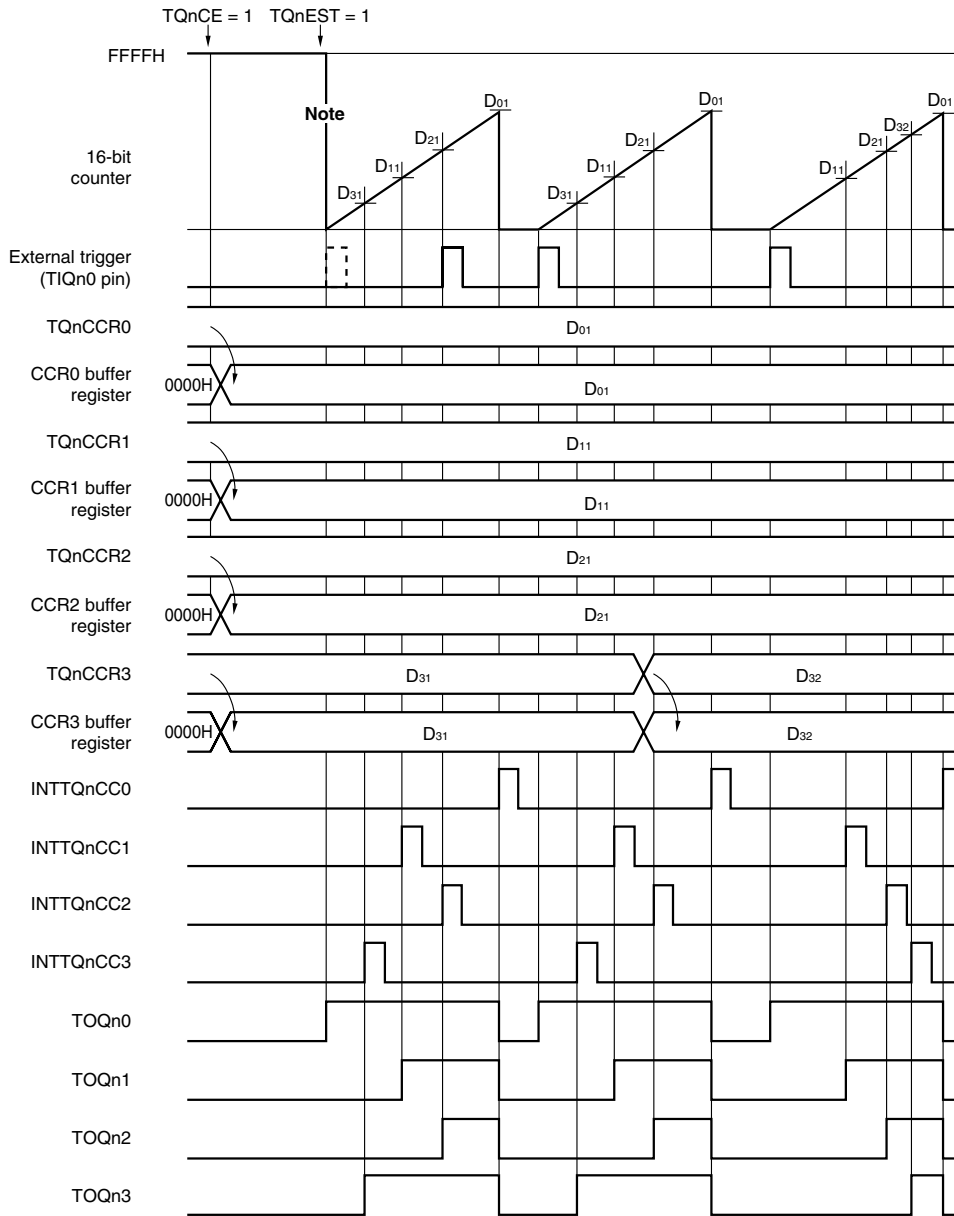 TQnCE = 1 TQnEST = 1
FFFFH
Note
16-bit
counter
D31 D11 D21 D01
D31 D11 D21 D01
D11 D21 D32 D01
External trigger
(TIQn0 pin)
TQnCCR0 D01
CCR0 buffer
register
0000H D01
TQnCCR1 D11
CCR1 buffer
register
0000H D11
TQnCCR2 D21
CCR2 buffer
register
0000H D21
TQnCCR3 D31 D32
CCR3 buffer
register
0000H D31 D32
INTTQnCC0
INTTQnCC1
INTTQnCC2
INTTQnCC3
TOQn0
TOQn1
TOQn2
TOQn3